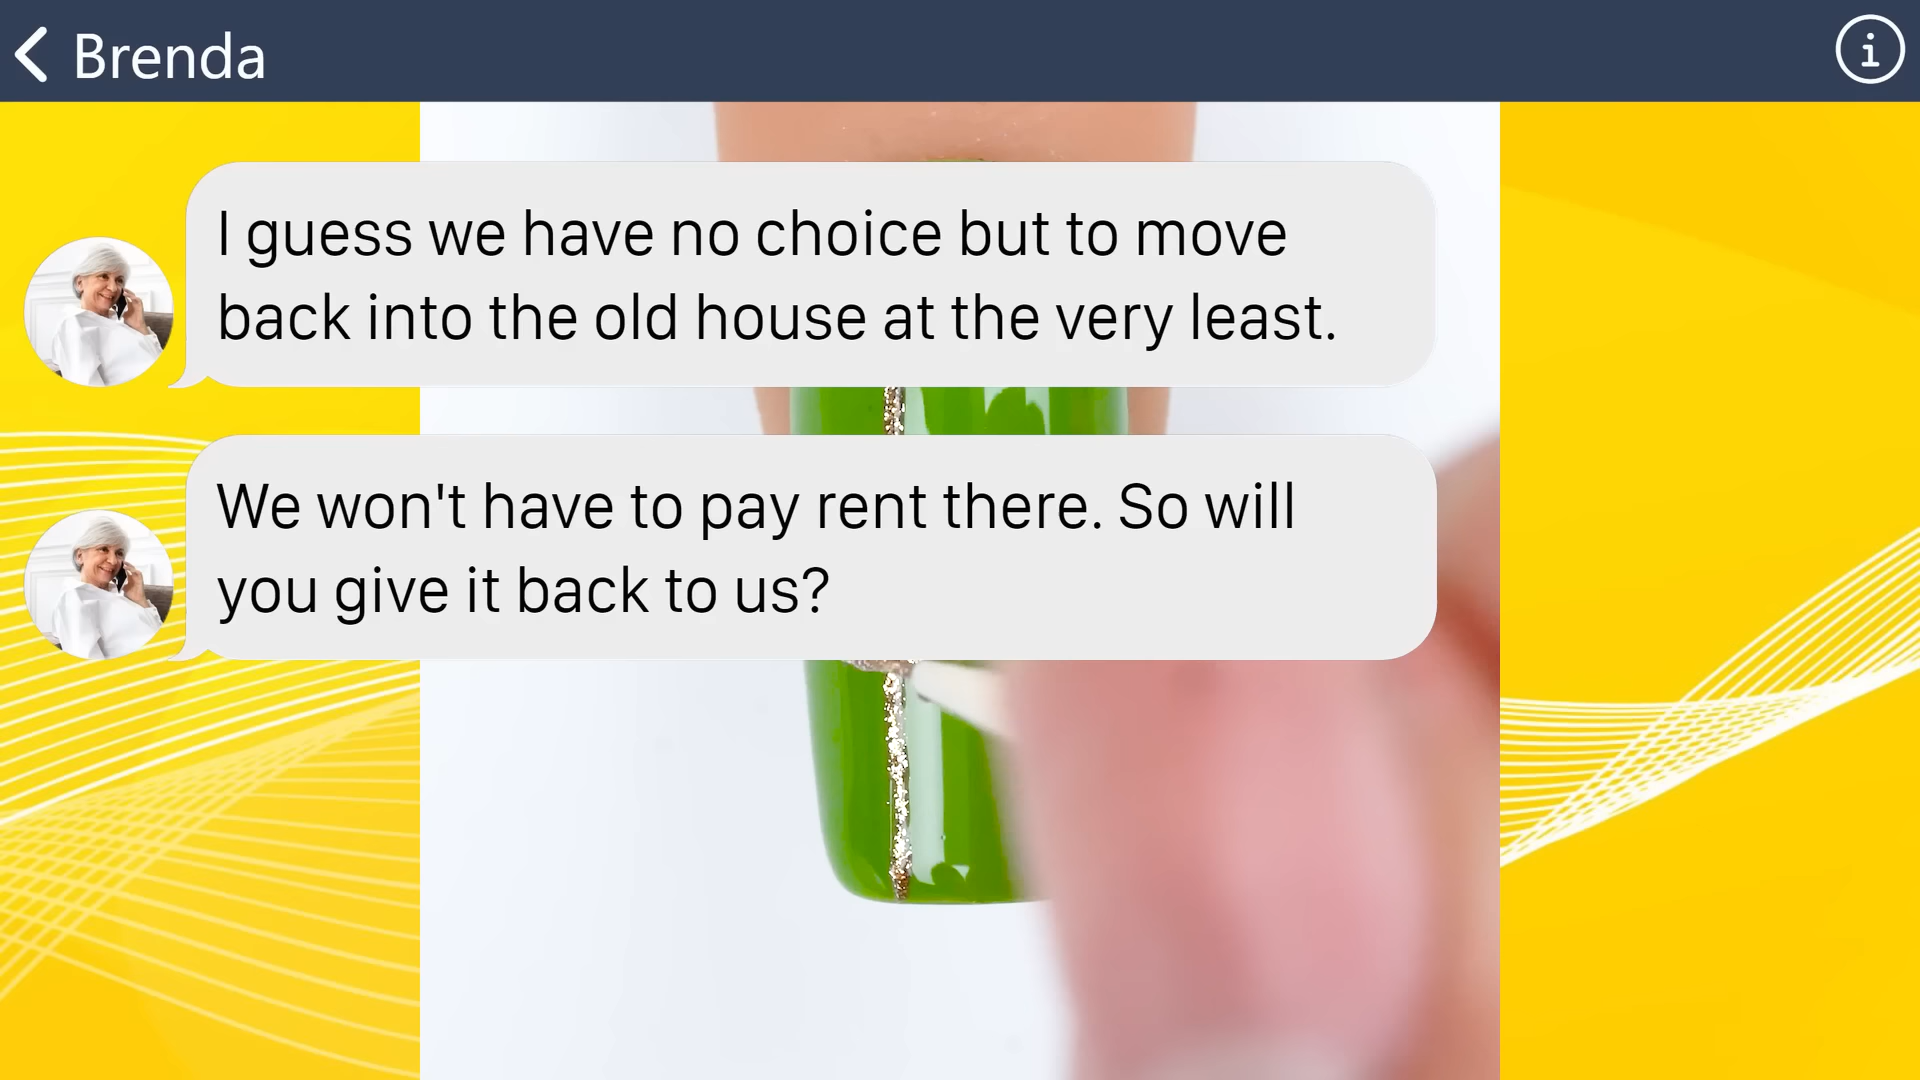 Brenda
I guess we have no choice but to move
back into the old house at the very least.
We won't have to pay rent there. So will
you give it back to us?